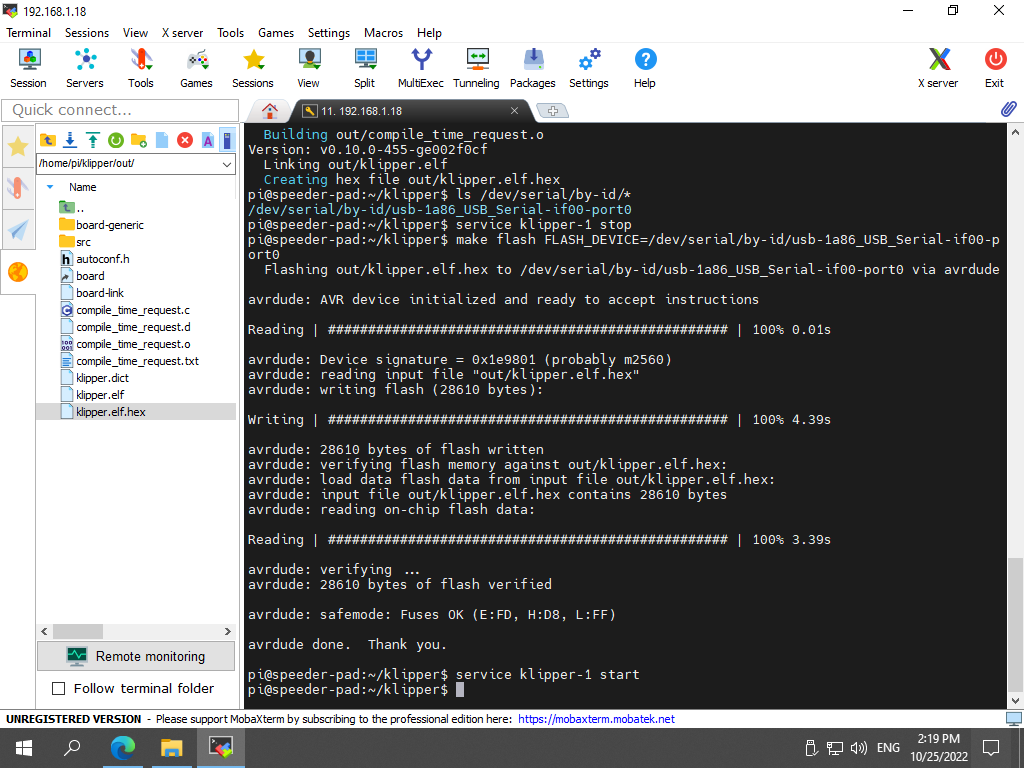 192.168.1.18
Terminal Sessions View X server Tools Games Settings Macros Help
Session Servers Tools Games Sessions View Split MultiExec Tunneling Packages Settings Help X server Exit
Quick connect...
11. 192.168.1.18
/home/pi/klipper/out/
Name
..
board-generic
src
autoconf.h
board
board-link
compile_time_request.c
compile_time_request.d
compile_time_request.o
compile_time_request.txt
klipper.dict
klipper.elf
klipper.elf.hex
Remote monitoring
Follow terminal folder
Building out/compile_time_request.o
Version: v0.10.0-455-ge002f0cf
Linking out/klipper.elf
Creating hex file out/klipper.elf.hex
pi@speeder-pad:~/klipper$ ls /dev/serial/by-id/*
/dev/serial/by-id/usb-1a86_USB_Serial-if00-port0
pi@speeder-pad:~/klipper$ service klipper-1 stop
pi@speeder-pad:~/klipper$ make flash FLASH_DEVICE=/dev/serial/by-id/usb-1a86_USB_Serial-if00-p
ort0
Flashing out/klipper.elf.hex to /dev/serial/by-id/usb-1a86_USB_Serial-if00-port0 via avrdude
avrdude: AVR device initialized and ready to accept instructions
Reading | ################################################## | 100% 0.01s
avrdude: Device signature = 0x1e9801 (probably m2560)
avrdude: reading input file "out/klipper.elf.hex"
avrdude: writing flash (28610 bytes):
Writing | ################################################## | 100% 4.39s
avrdude: 28610 bytes of flash written
avrdude: verifying flash memory against out/klipper.elf.hex:
avrdude: load data flash data from input file out/klipper.elf.hex:
avrdude: input file out/klipper.elf.hex contains 28610 bytes
avrdude: reading on-chip flash data:
Reading | ################################################## | 100% 3.39s
avrdude: verifying ...
avrdude: 28610 bytes of flash verified
avrdude: safemode: Fuses OK (E:FD, H:D8, L:FF)
avrdude done.  Thank you.
pi@speeder-pad:~/klipper$ service klipper-1 start
pi@speeder-pad:~/klipper$
UNREGISTERED VERSION - Please support MobaXterm by subscribing to the professional edition here: https://mobaxterm.mobatek.net
ENG
2:19 PM
10/25/2022